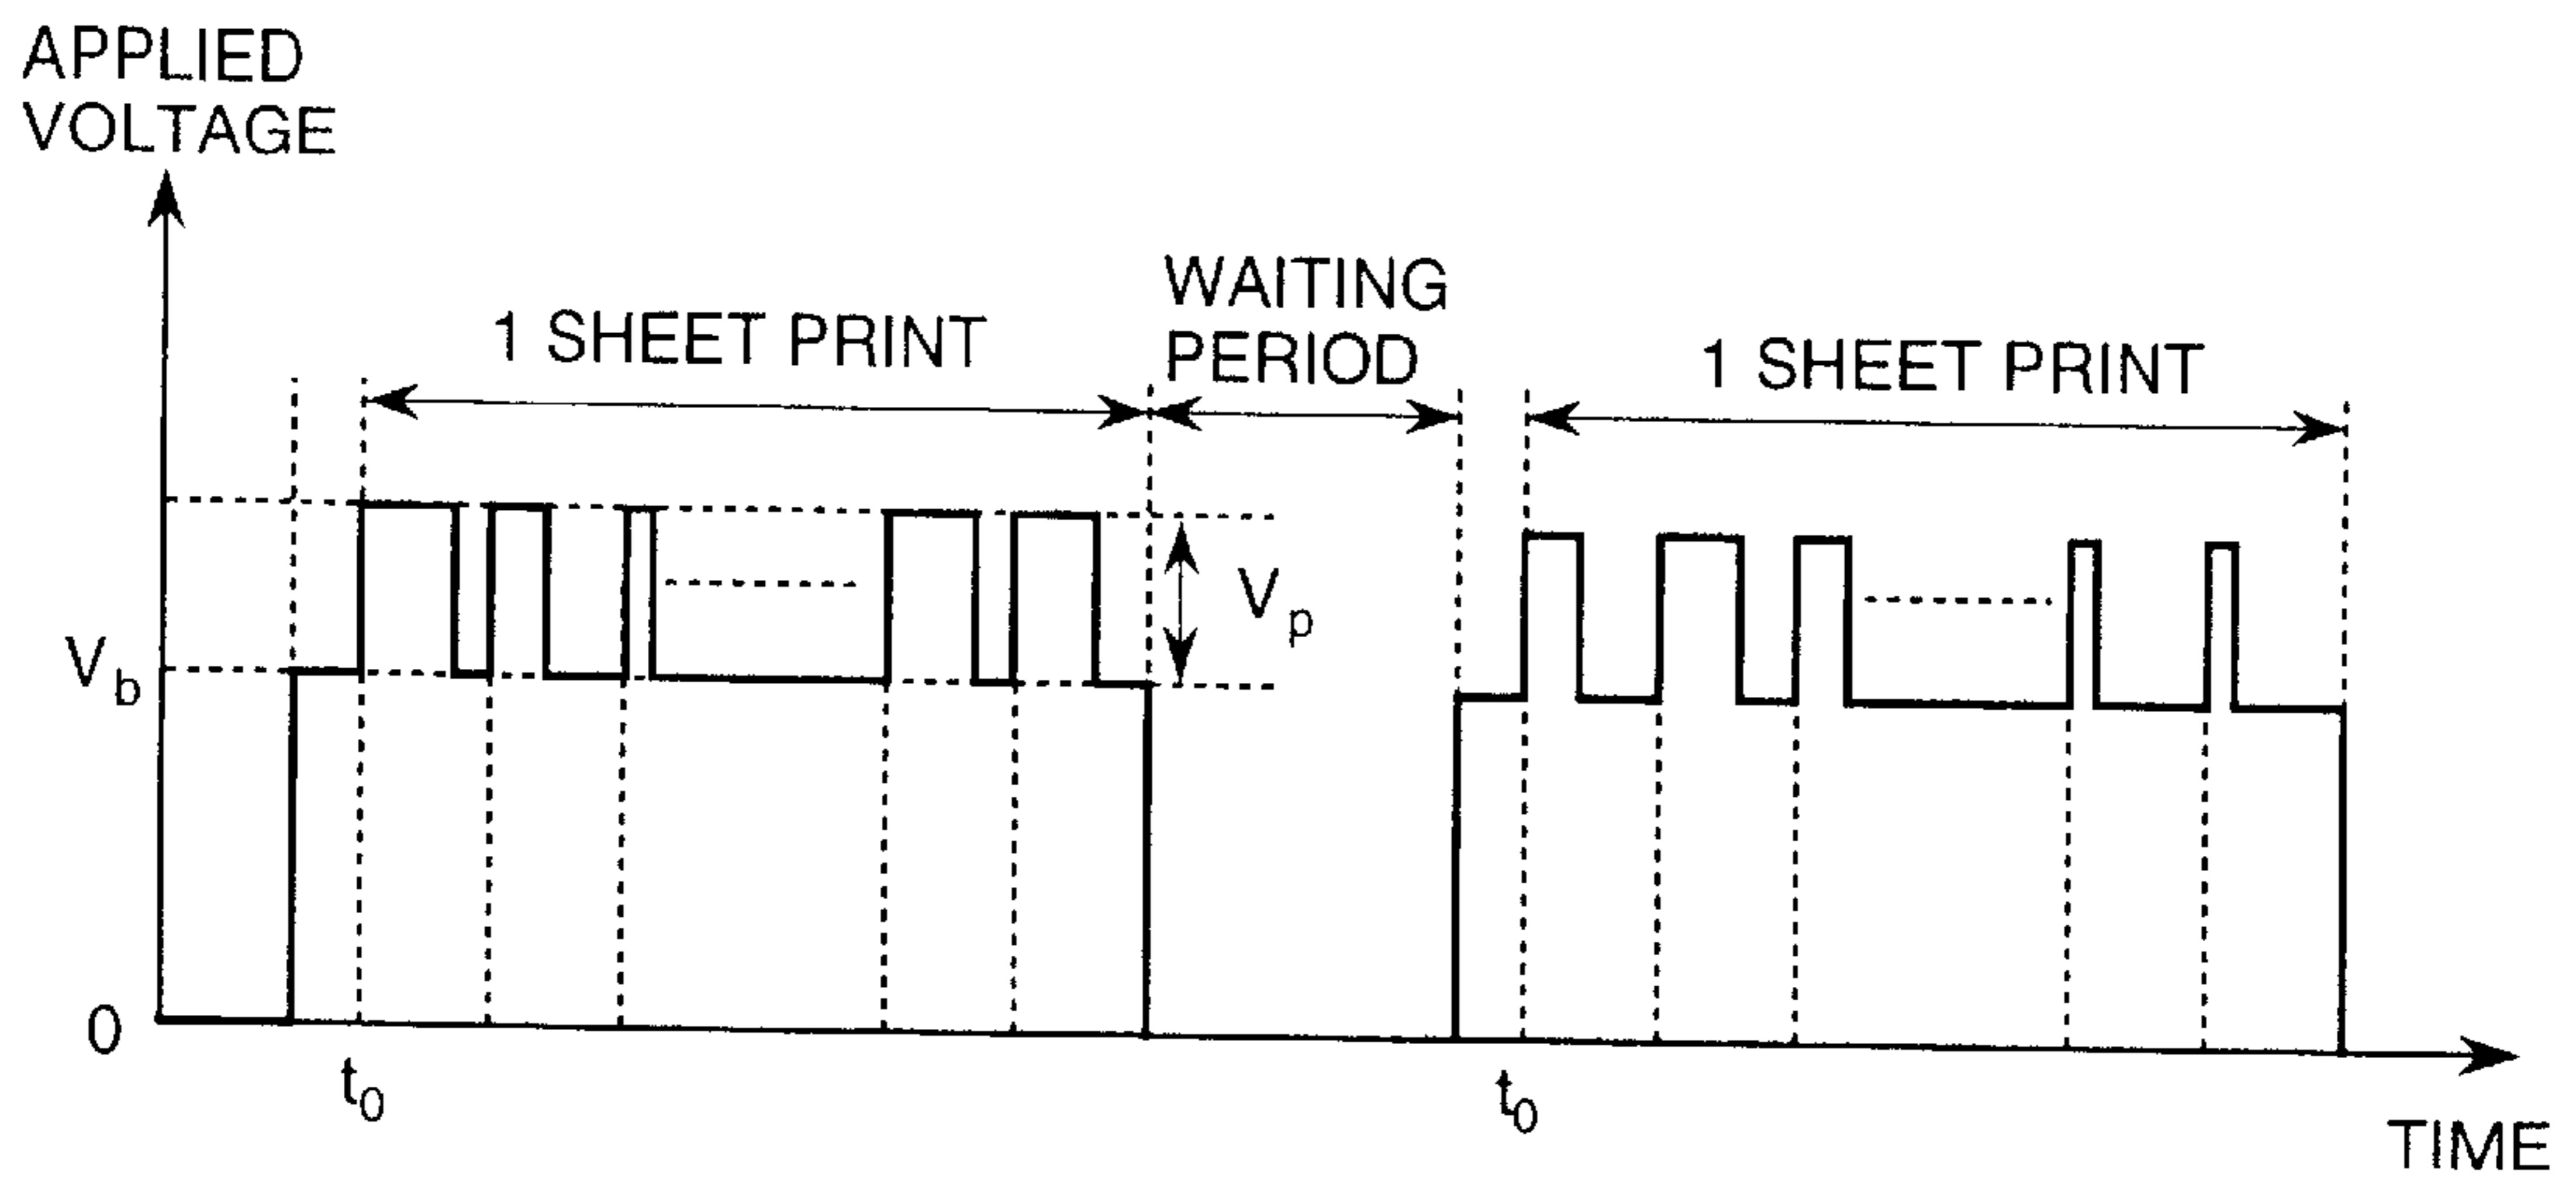 APPLIED
VOLTAGE
WAITING
PERIOD
1 SHEET PRINT
1 SHEET PRINT
Vp
Vb
0
t0
t0
TIME